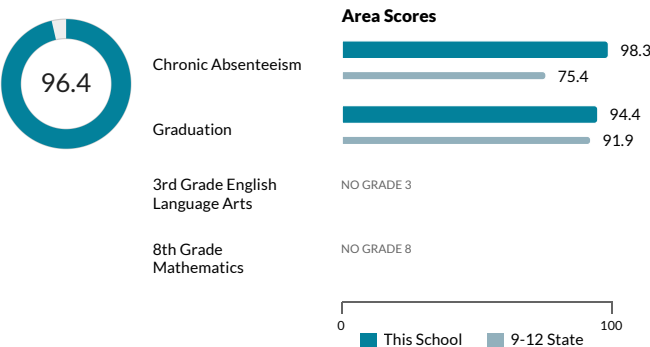 Area Scores
96.4
Chronic Absenteeism
98.3
75.4
Graduation
94.4
91.9
3rd Grade English
Language Arts
NO GRADE 3
8th Grade
Mathematics
NO GRADE 8
0
100
This School
9-12 State